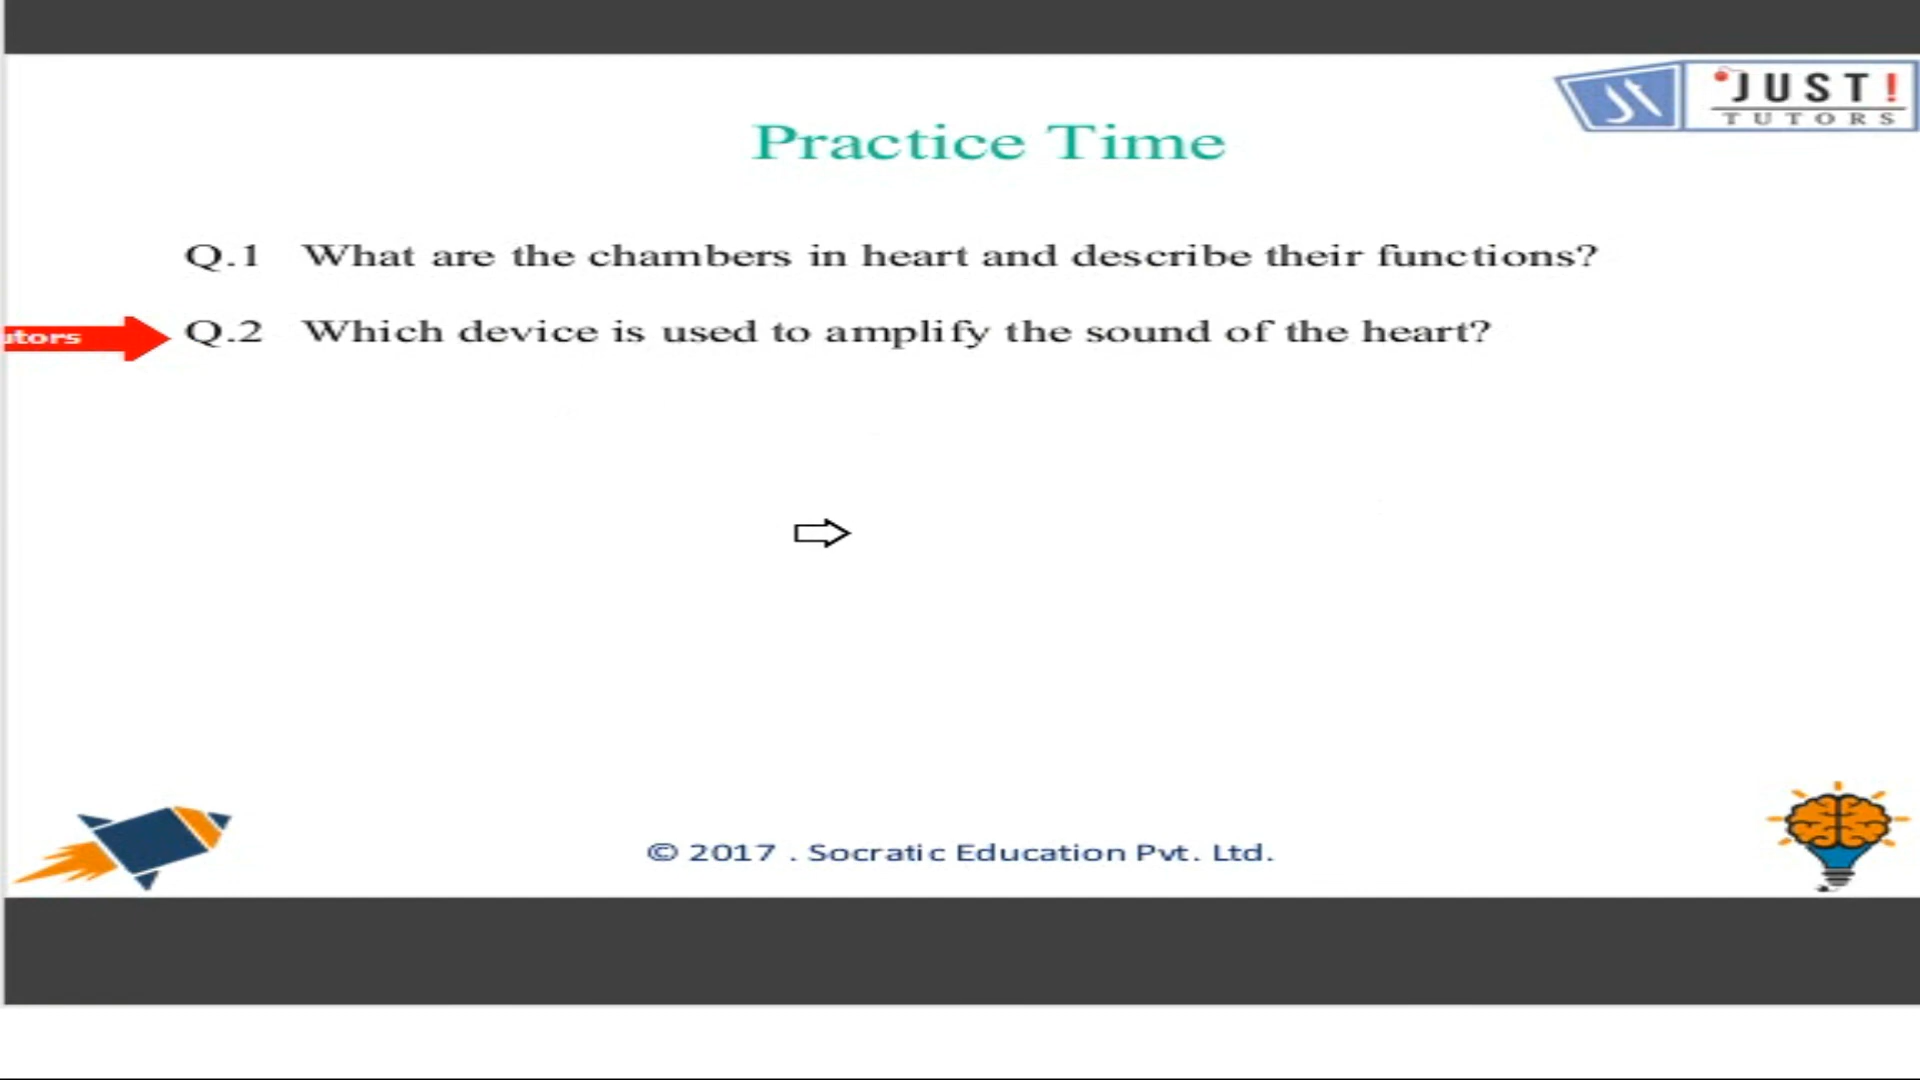 JUST!
TUTORS
Practice Time
Q.1 What are the chambers in heart and describe their functions?
utors
Q.2 Which device is used to amplify the sound of the heart?
© 2017 . Socratic Education Pvt. Ltd.